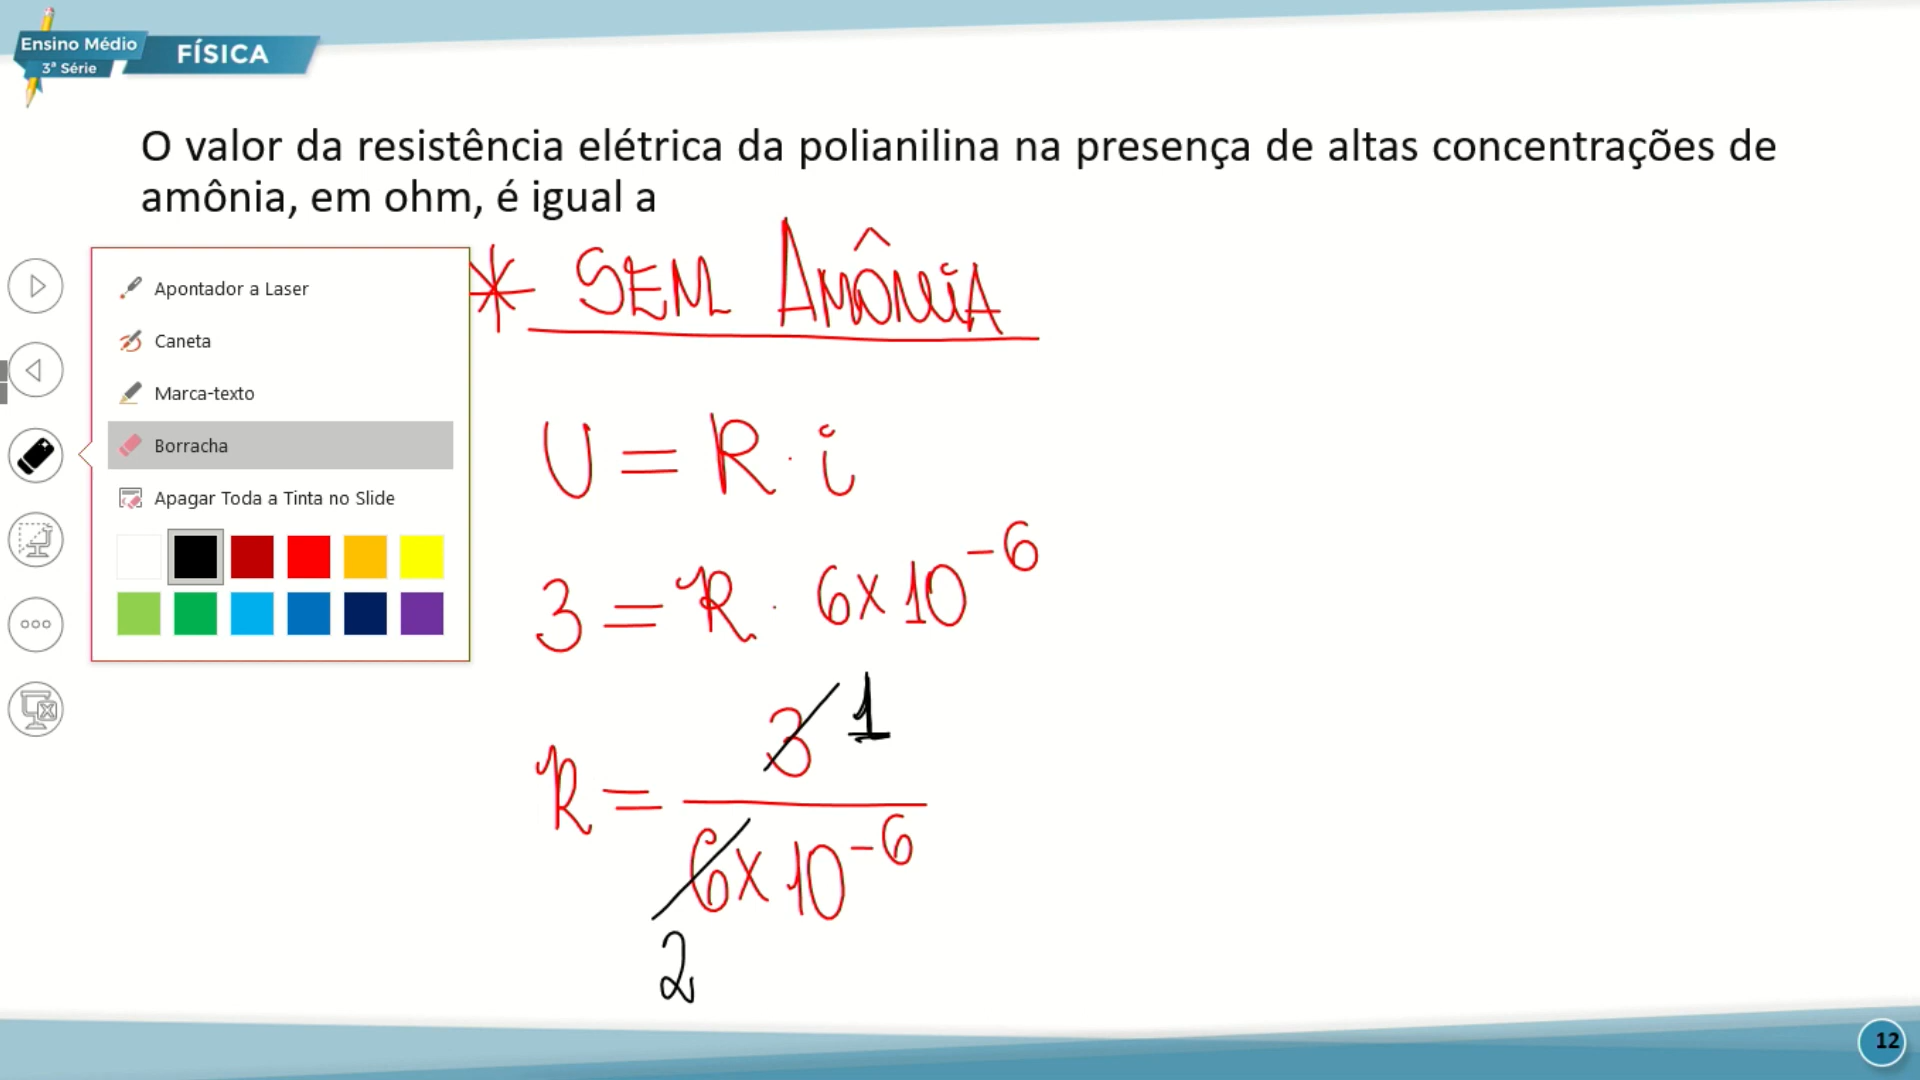 Ensino Médio
3ª Série
FÍSICA
O valor da resistência elétrica da polianilina na presença de altas concentrações de
amônia, em ohm, é igual a
Apontador a Laser
Caneta
Marca-texto
Borracha
Apagar Toda a Tinta no Slide
* SEM AMÔNiA
U = R · i
3 = R · 6x10⁻⁶
3 1
R =
6x10⁻⁶
2
12